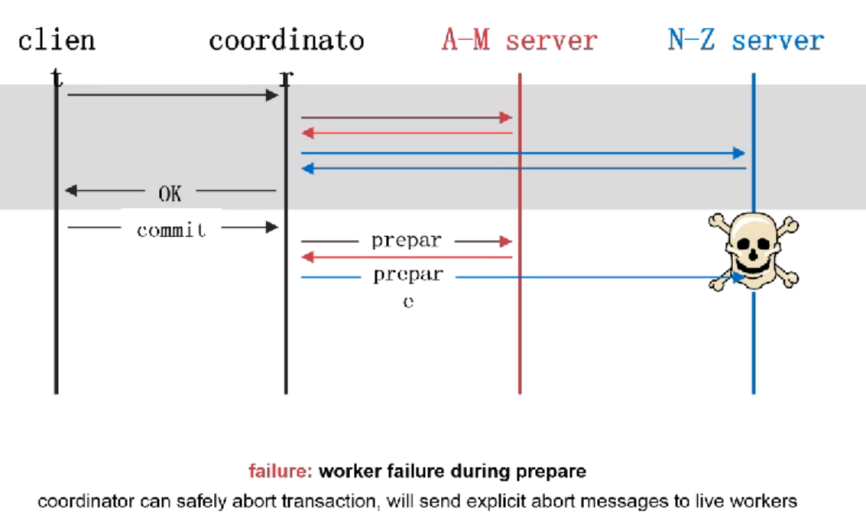 clien
t
coordinato
r
A-M server
N-Z server
OK
commit
prepar
prepar
e
failure: worker failure during prepare
coordinator can safely abort transaction, will send explicit abort messages to live workers